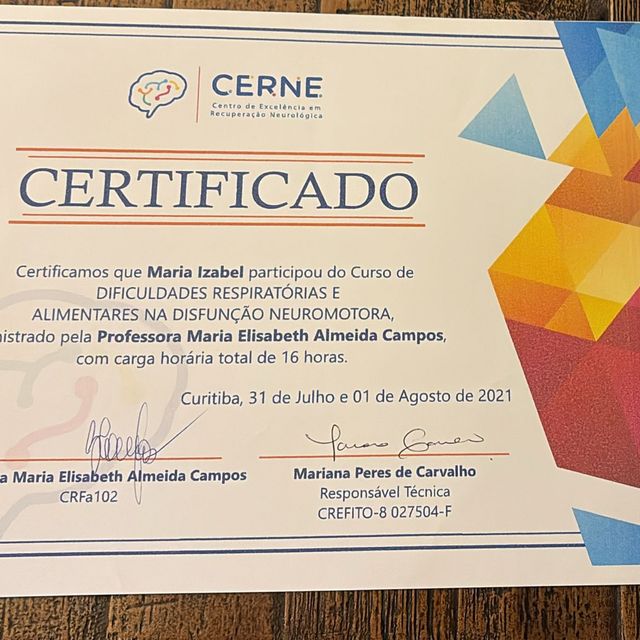 CERNE
Centro de Excelência em
Recuperação Neurológica
CERTIFICADO
Certificamos que Maria Izabel participou do Curso de
DIFICULDADES RESPIRATÓRIAS E
ALIMENTARES NA DISFUNÇÃO NEUROMOTORA,
pela Professora Maria Elisabeth Almeida Campos,
com carga horária total de 16 horas.
Curitiba, 31 de Julho e 01 de Agosto de 2021
Maria Elisabeth Almeida Campos
CRFa102
Mariana Peres de Carvalho
Responsável Técnica
CREFITO-8 027504-F